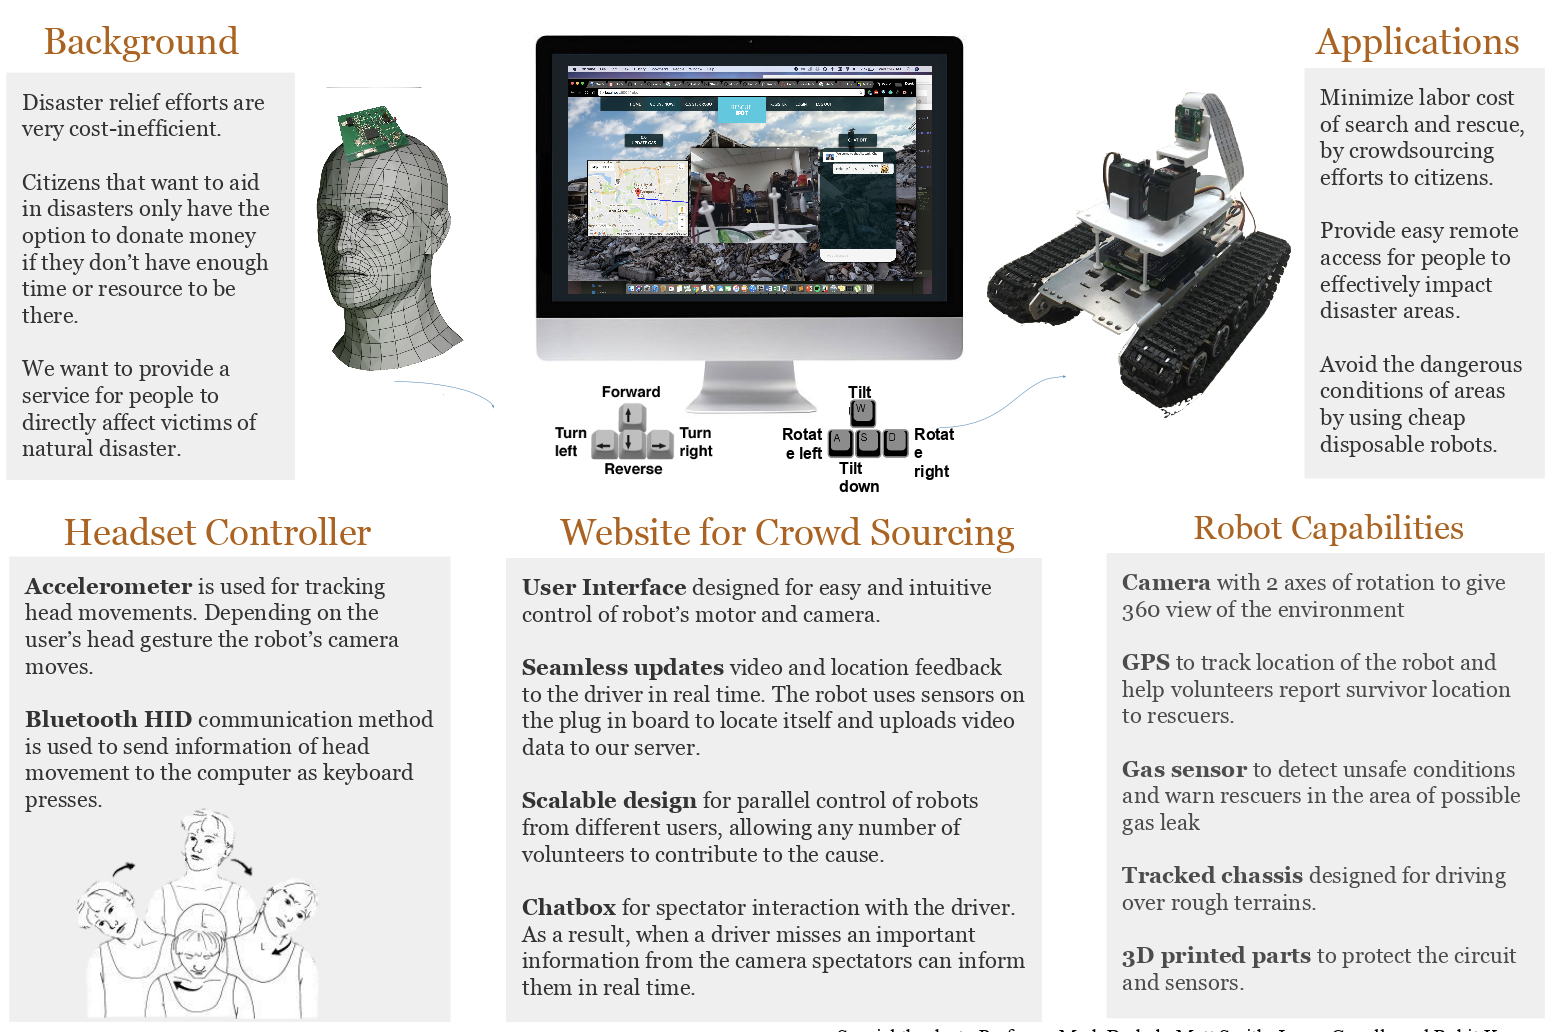 Background
Disaster relief efforts are
very cost-inefficient.
Citizens that want to aid
in disasters only have the
option to donate money
if they don’t have enough
time or resource to be
there.
We want to provide a
service for people to
directly affect victims of
natural disaster.
HOME
RESCUE
LOGIN
LOG OUT
UPDATE GAS
Forward
Turn
left
Turn
right
Reverse
Tilt
W
A
S
D
Rotat
e left
Rotat
e
right
Tilt
down
Applications
Minimize labor cost
of search and rescue,
by crowdsourcing
efforts to citizens.
Provide easy remote
access for people to
effectively impact
disaster areas.
Avoid the dangerous
conditions of areas
by using cheap
disposable robots.
Headset Controller
Accelerometer is used for tracking
head movements. Depending on the
user’s head gesture the robot’s camera
moves.
Bluetooth HID communication method
is used to send information of head
movement to the computer as keyboard
presses.
Website for Crowd Sourcing
User Interface designed for easy and intuitive
control of robot’s motor and camera.
Seamless updates video and location feedback
to the driver in real time. The robot uses sensors on
the plug in board to locate itself and uploads video
data to our server.
Scalable design for parallel control of robots
from different users, allowing any number of
volunteers to contribute to the cause.
Chatbox for spectator interaction with the driver.
As a result, when a driver misses an important
information from the camera spectators can inform
them in real time.
Robot Capabilities
Camera with 2 axes of rotation to give
360 view of the environment
GPS to track location of the robot and
help volunteers report survivor location
to rescuers.
Gas sensor to detect unsafe conditions
and warn rescuers in the area of possible
gas leak
Tracked chassis designed for driving
over rough terrains.
3D printed parts to protect the circuit
and sensors.